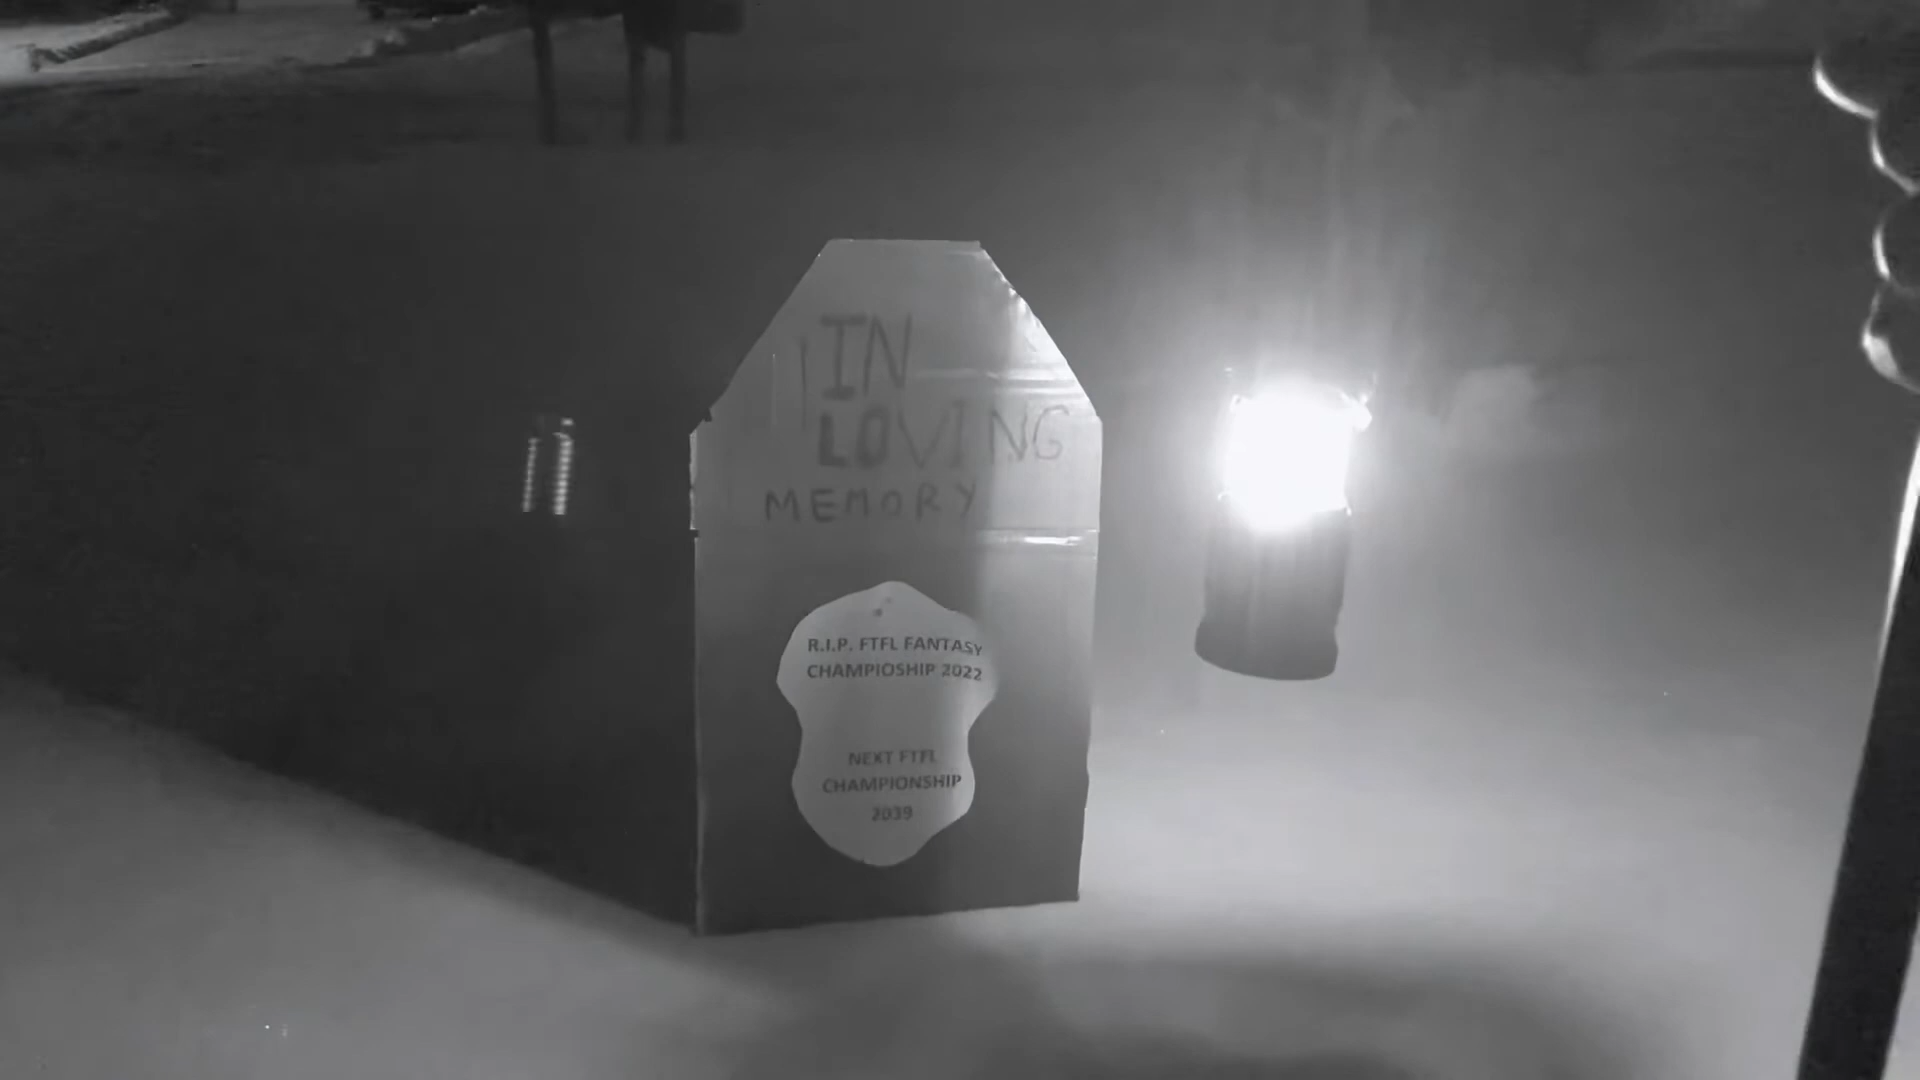 IN
LOVING
MEMORY
R.I.P. FTFL FANTASY
CHAMPIOSHIP 2022
NEXT FTFL
CHAMPIONSHIP
2039